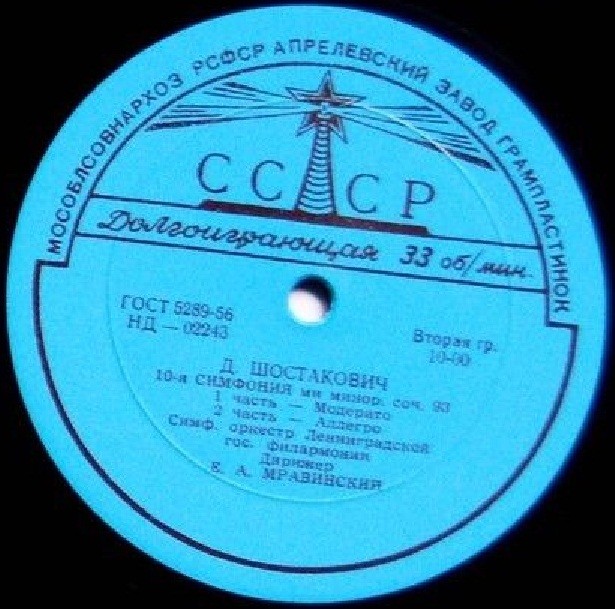 МОСОБЛСОВНАРХОЗ РСФСР АПРЕЛЕВСКИЙ ЗАВОД ГРАМПЛАСТИНОК
СССР
Долгоиграющая 33 об/мин.
ГОСТ 5289-56
НД — 02243
Вторая гр.
10-00
Д. ШОСТАКОВИЧ
10-я СИМФОНИЯ ми минор, соч. 93
1 часть — Модерато
2 часть — Аллегро
Симф. оркестр Ленинградской
гос. филармонии
Дирижер
Е. А. МРАВИНСКИЙ